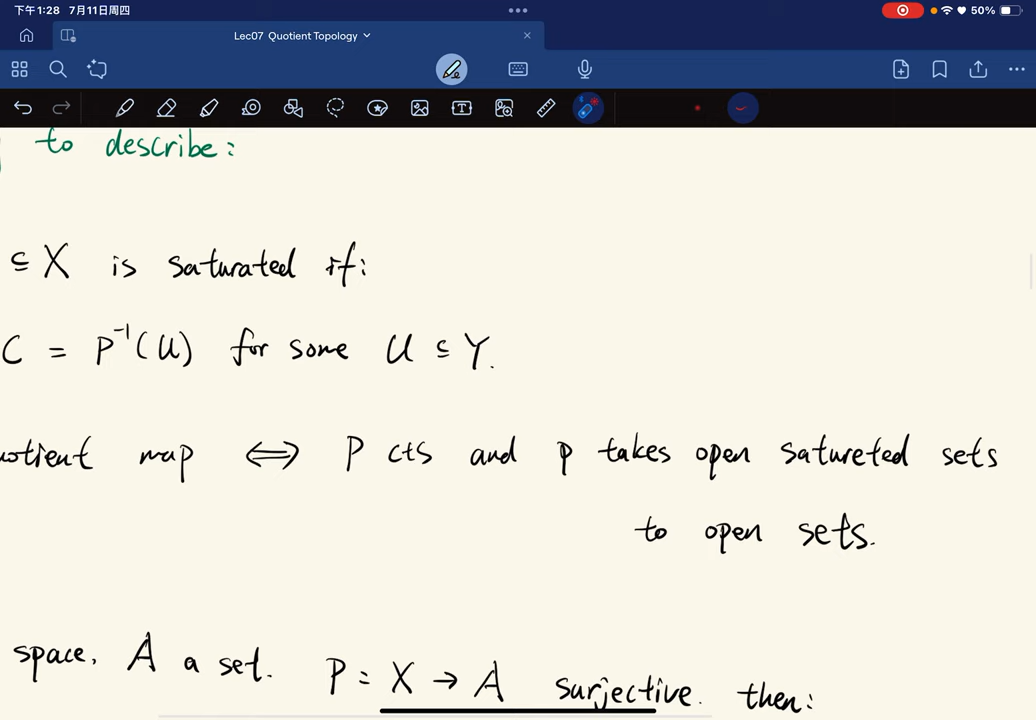 下午1:28 7月11日周四
50%
Lec07 Quotient Topology
to describe:
⊆ X is saturated if:
C = p⁻¹(U) for some U ⊆ Y.
uotient map ⟺ P cts and p takes open satureted sets
to open sets.
space. A a set. P: X → A surjective. then: